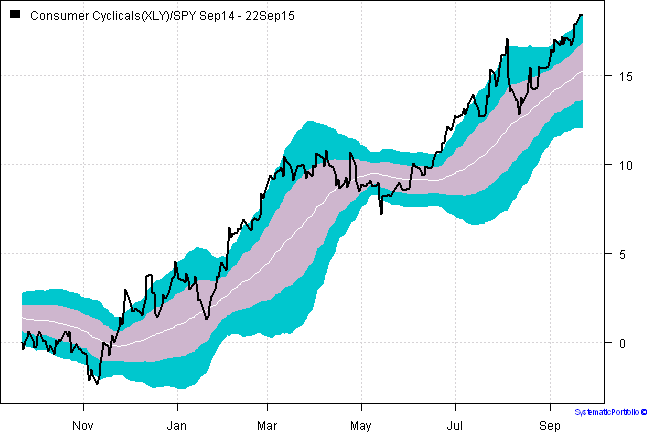 Consumer Cyclicals(XLY)/SPY Sep14 - 22Sep15
15
10
5
0
Nov Jan Mar May Jul Sep
SystematicPortfolio ©